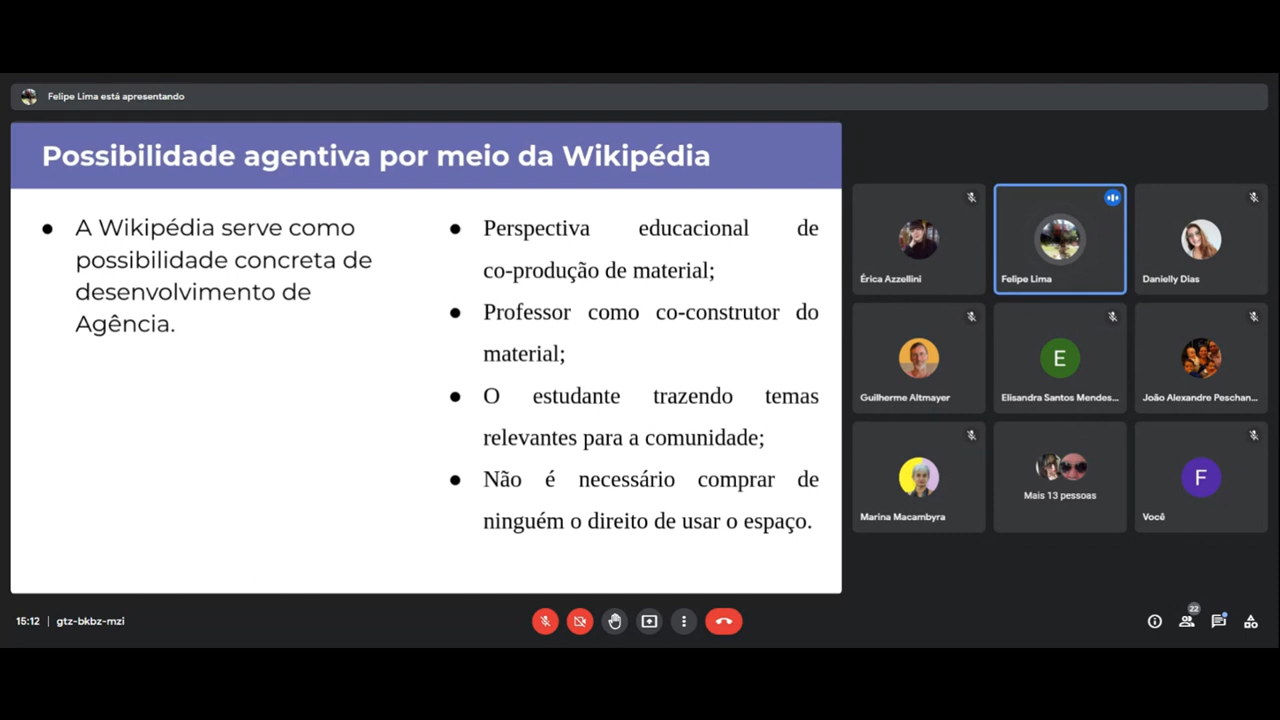 Felipe Lima está apresentando
Possibilidade agentiva por meio da Wikipédia
● A Wikipédia serve como
possibilidade concreta de
desenvolvimento de
Agência.
● Perspectiva educacional de
co-produção de material;
● Professor como co-construtor do
material;
● O estudante trazendo temas
relevantes para a comunidade;
● Não é necessário comprar de
ninguém o direito de usar o espaço.
Érica Azzellini
Felipe Lima
Danielly Dias
Guilherme Altmayer
E
Elisandra Santos Mendes...
João Alexandre Peschan...
Marina Macambyra
Mais 13 pessoas
F
Você
15:12 | gtz-bkbz-mzi
22